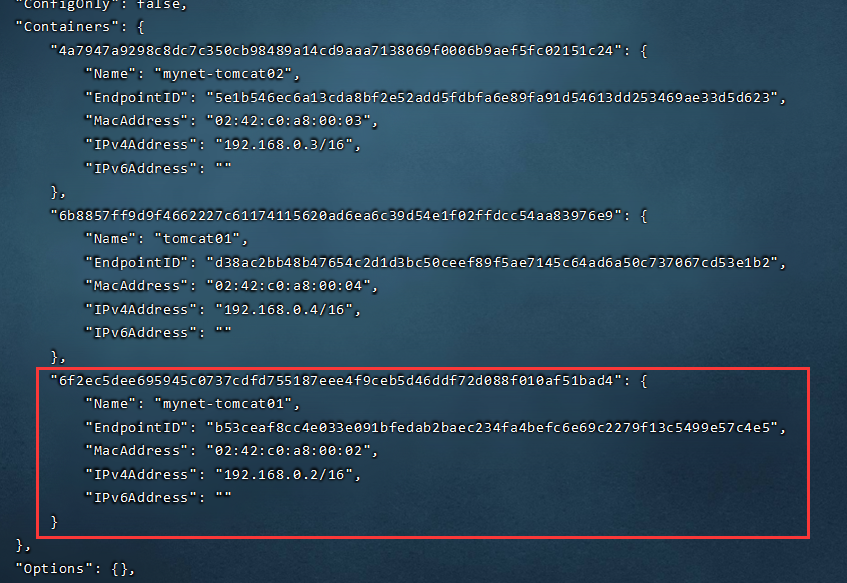 "ConfigOnly": false,
"Containers": {
"4a7947a9298c8dc7c350cb98489a14cd9aaa7138069f0006b9aef5fc02151c24": {
"Name": "mynet-tomcat02",
"EndpointID": "5e1b546ec6a13cda8bf2e52add5fdbfa6e89fa91d54613dd253469ae33d5d623",
"MacAddress": "02:42:c0:a8:00:03",
"IPv4Address": "192.168.0.3/16",
"IPv6Address": ""
},
"6b8857ff9d9f4662227c61174115620ad6ea6c39d54e1f02ffdcc54aa83976e9": {
"Name": "tomcat01",
"EndpointID": "d38ac2bb48b47654c2d1d3bc50ceef89f5ae7145c64ad6a50c737067cd53e1b2",
"MacAddress": "02:42:c0:a8:00:04",
"IPv4Address": "192.168.0.4/16",
"IPv6Address": ""
},
"6f2ec5dee695945c0737cdfd755187eee4f9ceb5d46ddf72d088f010af51bad4": {
"Name": "mynet-tomcat01",
"EndpointID": "b53ceaf8cc4e033e091bfedab2baec234fa4befc6e69c2279f13c5499e57c4e5",
"MacAddress": "02:42:c0:a8:00:02",
"IPv4Address": "192.168.0.2/16",
"IPv6Address": ""
}
},
"Options": {},